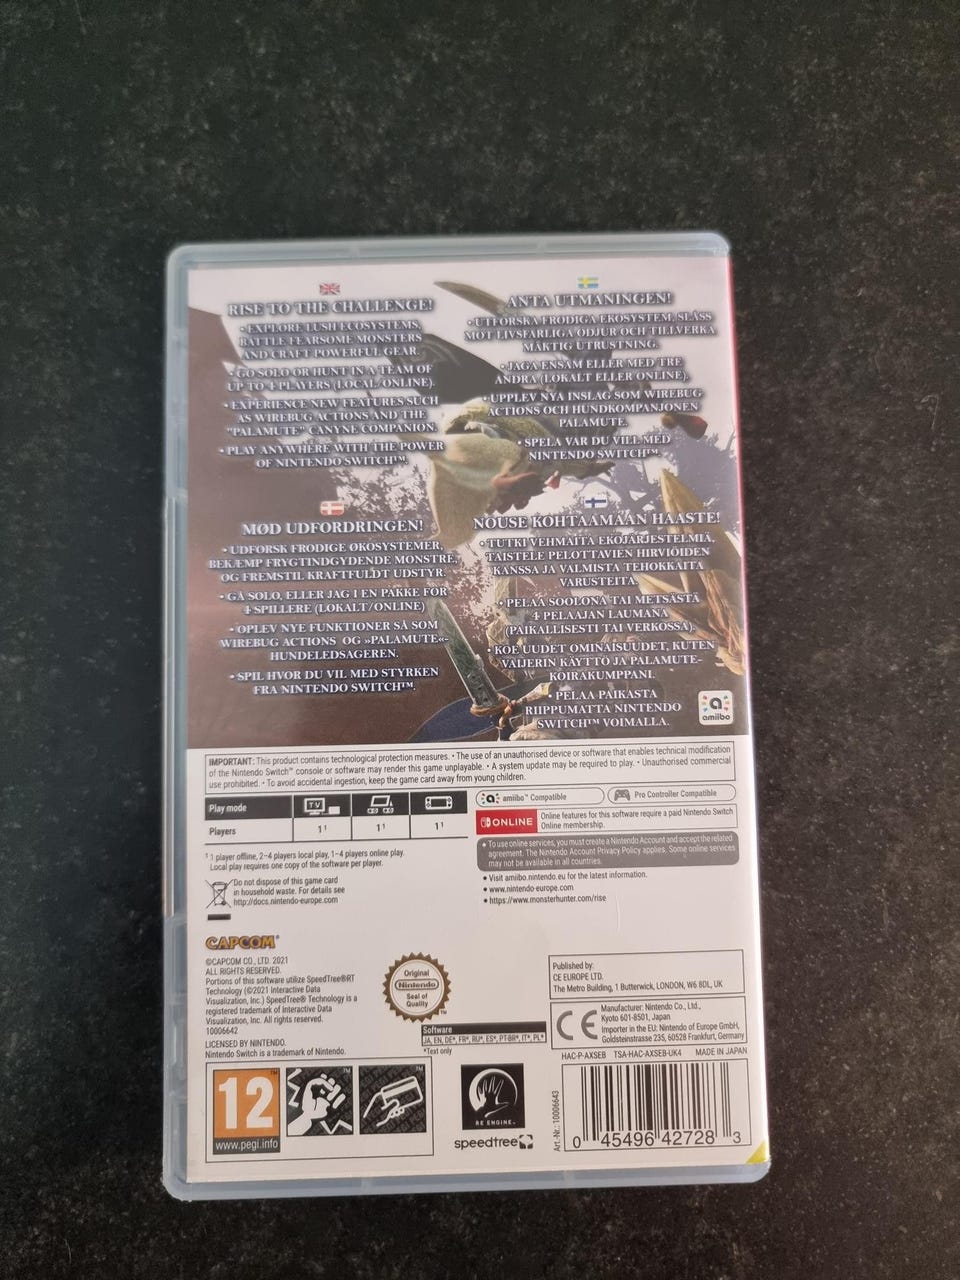 RISE TO THE CHALLENGE!
• EXPLORE LUSH ECOSYSTEMS,
BATTLE FEARSOME MONSTERS
AND CRAFT POWERFUL GEAR.
• GO SOLO OR HUNT IN A TEAM OF
UP TO 4 PLAYERS (LOCAL/ONLINE).
• EXPERIENCE NEW FEATURES SUCH
AS WIREBUG ACTIONS AND THE
"PALAMUTE" CANYNE COMPANION.
• PLAY ANYWHERE WITH THE POWER
OF NINTENDO SWITCH™.
ANTA UTMANINGEN!
• UTFORSKA FRODIGA EKOSYSTEM, SLÅSS
MOT LIVSFARLIGA ODJUR OCH TILLVERKA
MÄKTIG UTRUSTNING.
• JAGA ENSAM ELLER MED TRE
ANDRA (LOKALT ELLER ONLINE).
• UPPLEV NYA INSLAG SOM WIREBUG
ACTIONS OCH HUNDKOMPANJONEN
PALAMUTE.
• SPELA VAR DU VILL MED
NINTENDO SWITCH™.
MØD UDFORDRINGEN!
• UDFORSK FRODIGE ØKOSYSTEMER,
BEKÆMP FRYGTINDGYDENDE MONSTRE,
OG FREMSTIL KRAFTFULDT UDSTYR.
• GÅ SOLO, ELLER JAG I EN PAKKE FOR
4 SPILLERE (LOKALT/ONLINE)
• OPLEV NYE FUNKTIONER SÅ SOM
WIREBUG ACTIONS OG »PALAMUTE«-
HUNDELEDSAGEREN.
• SPIL HVOR DU VIL MED STYRKEN
FRA NINTENDO SWITCH™.
NOUSE KOHTAAMAAN HAASTE!
• TUTKI VEHMAITA EKOJÄRJESTELMIÄ,
TAISTELE PELOTTAVIEN HIRVIÖIDEN
KANSSA JA VALMISTA TEHOKKAITA
VARUSTEITA.
• PELAA SOOLONA TAI METSÄSTÄ
4 PELAAJAN LAUMANA
(PAIKALLISESTI TAI VERKOSSA).
• KOE UUDET OMINAISUUDET, KUTEN
VAIJERIN KÄYTTÖ JA PALAMUTE-
KOIRAKUMPPANI.
• PELAA PAIKASTA
RIIPPUMATTA NINTENDO
SWITCH™ VOIMALLA.
amiibo
IMPORTANT: This product contains technological protection measures. • The use of an unauthorised device or software that enables technical modification
of the Nintendo Switch™ console or software may render this game unplayable. • A system update may be required to play. • Unauthorised commercial
use prohibited. • To avoid accidental ingestion, keep the game card away from young children.
Play mode
TV
Players 1¹ 1¹ 1¹
amiibo™ Compatible
Pro Controller Compatible
ONLINE
Online features for this software require a paid Nintendo Switch
Online membership.
• To use online services, you must create a Nintendo Account and accept the related
agreement. The Nintendo Account Privacy Policy applies. Some online services
may not be available in all countries.
¹ 1 player offline, 2–4 players local play, 1–4 players online play.
Local play requires one copy of the software per player.
Do not dispose of this game card
in household waste. For details see
http://docs.nintendo-europe.com
• Visit amiibo.nintendo.eu for the latest information.
• www.nintendo-europe.com
• https://www.monsterhunter.com/rise
CAPCOM®
©CAPCOM CO., LTD. 2021
ALL RIGHTS RESERVED.
Portions of this software utilize SpeedTree®RT
Technology (©2021 Interactive Data
Visualization, Inc.) SpeedTree® Technology is a
registered trademark of Interactive Data
Visualization, Inc. All rights reserved.
10006642
LICENSED BY NINTENDO.
Nintendo Switch is a trademark of Nintendo.
Original
Nintendo
Seal of
Quality
™
Software
JA, EN, DE*, FR*, RU*, ES*, PT-BR*, IT*, PL*
*Text only
Published by:
CE EUROPE LTD.
The Metro Building, 1 Butterwick, LONDON, W6 8DL, UK
CE
Manufacturer: Nintendo Co., Ltd.,
Kyoto 601-8501, Japan
Importer in the EU: Nintendo of Europe GmbH,
Goldsteinstrasse 235, 60528 Frankfurt, Germany
HAC-P-AXSEB TSA-HAC-AXSEB-UK4 MADE IN JAPAN
12
www.pegi.info
™
™
™
RE ENGINE™
speedtree
Art.-Nr.: 10006643
0 45496 42728 3